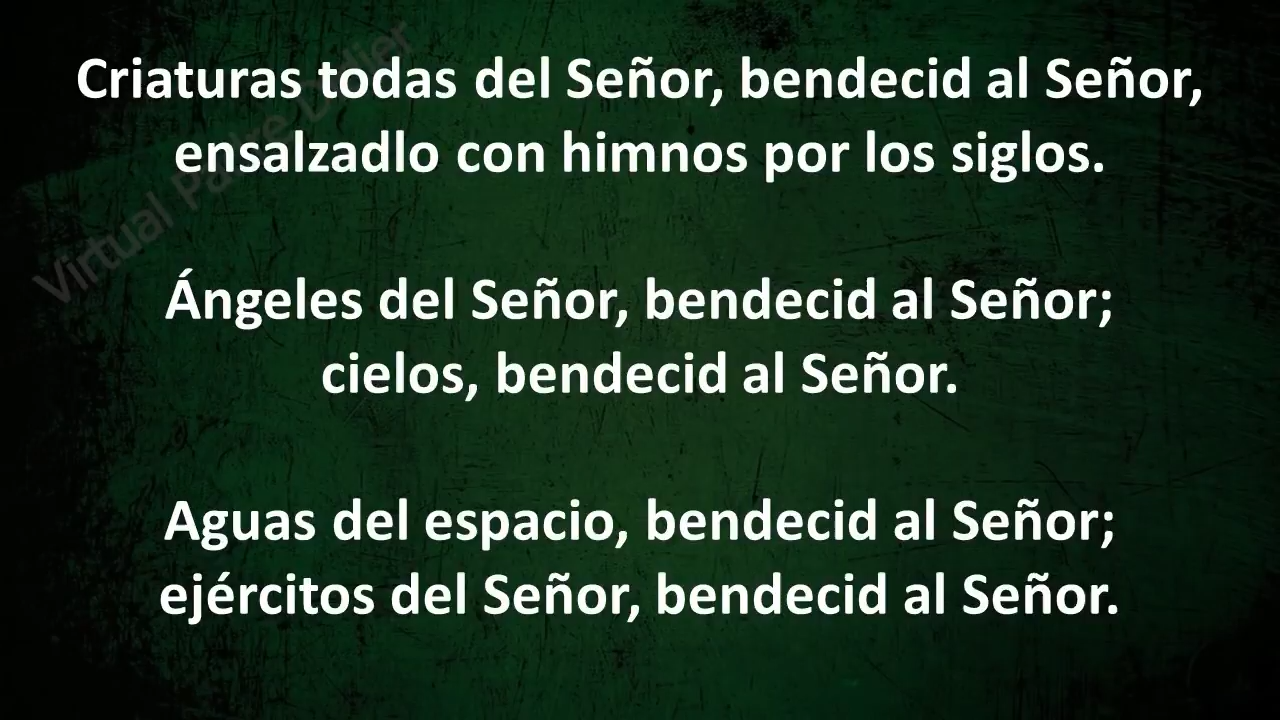 Criaturas todas del Señor, bendecid al Señor,
ensalzadlo con himnos por los siglos.
Ángeles del Señor, bendecid al Señor;
cielos, bendecid al Señor.
Aguas del espacio, bendecid al Señor;
ejércitos del Señor, bendecid al Señor.
Virtual